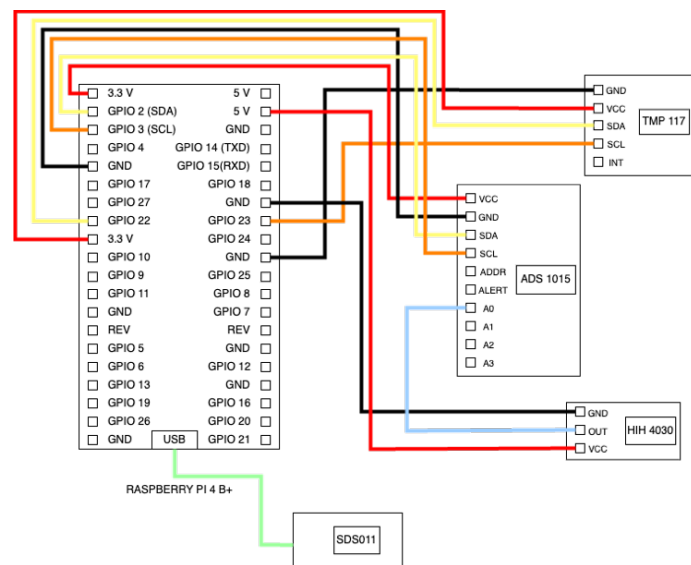 3.3 V
5 V
GPIO 2 (SDA)
5 V
GPIO 3 (SCL)
GND
GPIO 4
GPIO 14 (TXD)
GND
GPIO 15(RXD)
GPIO 17
GPIO 18
GPIO 27
GND
GPIO 22
GPIO 23
3.3 V
GPIO 24
GPIO 10
GND
GPIO 9
GPIO 25
GPIO 11
GPIO 8
GND
GPIO 7
REV
REV
GPIO 5
GND
GPIO 6
GPIO 12
GPIO 13
GND
GPIO 19
GPIO 16
GPIO 26
GPIO 20
GND
USB
GPIO 21
RASPBERRY PI 4 B+
GND
VCC
SDA
SCL
INT
TMP 117
VCC
GND
SDA
SCL
ADDR
ALERT
A0
A1
A2
A3
ADS 1015
GND
OUT
VCC
HIH 4030
SDS011